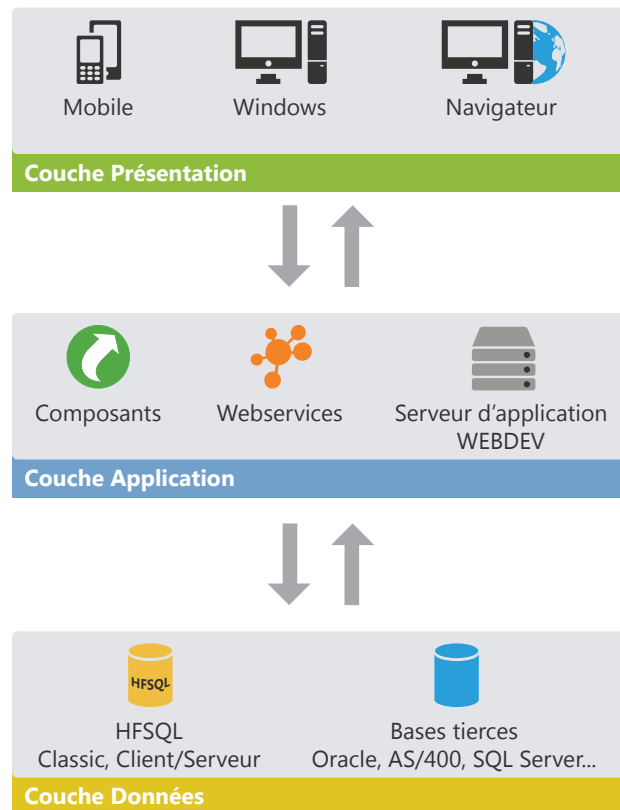 Mobile
Windows
Navigateur
Couche Présentation
Composants
Webservices
Serveur d'application
WEBDEV
Couche Application
HFSQL
HFSQL
Classic, Client/Serveur
Bases tierces
Oracle, AS/400, SQL Server...
Couche Données